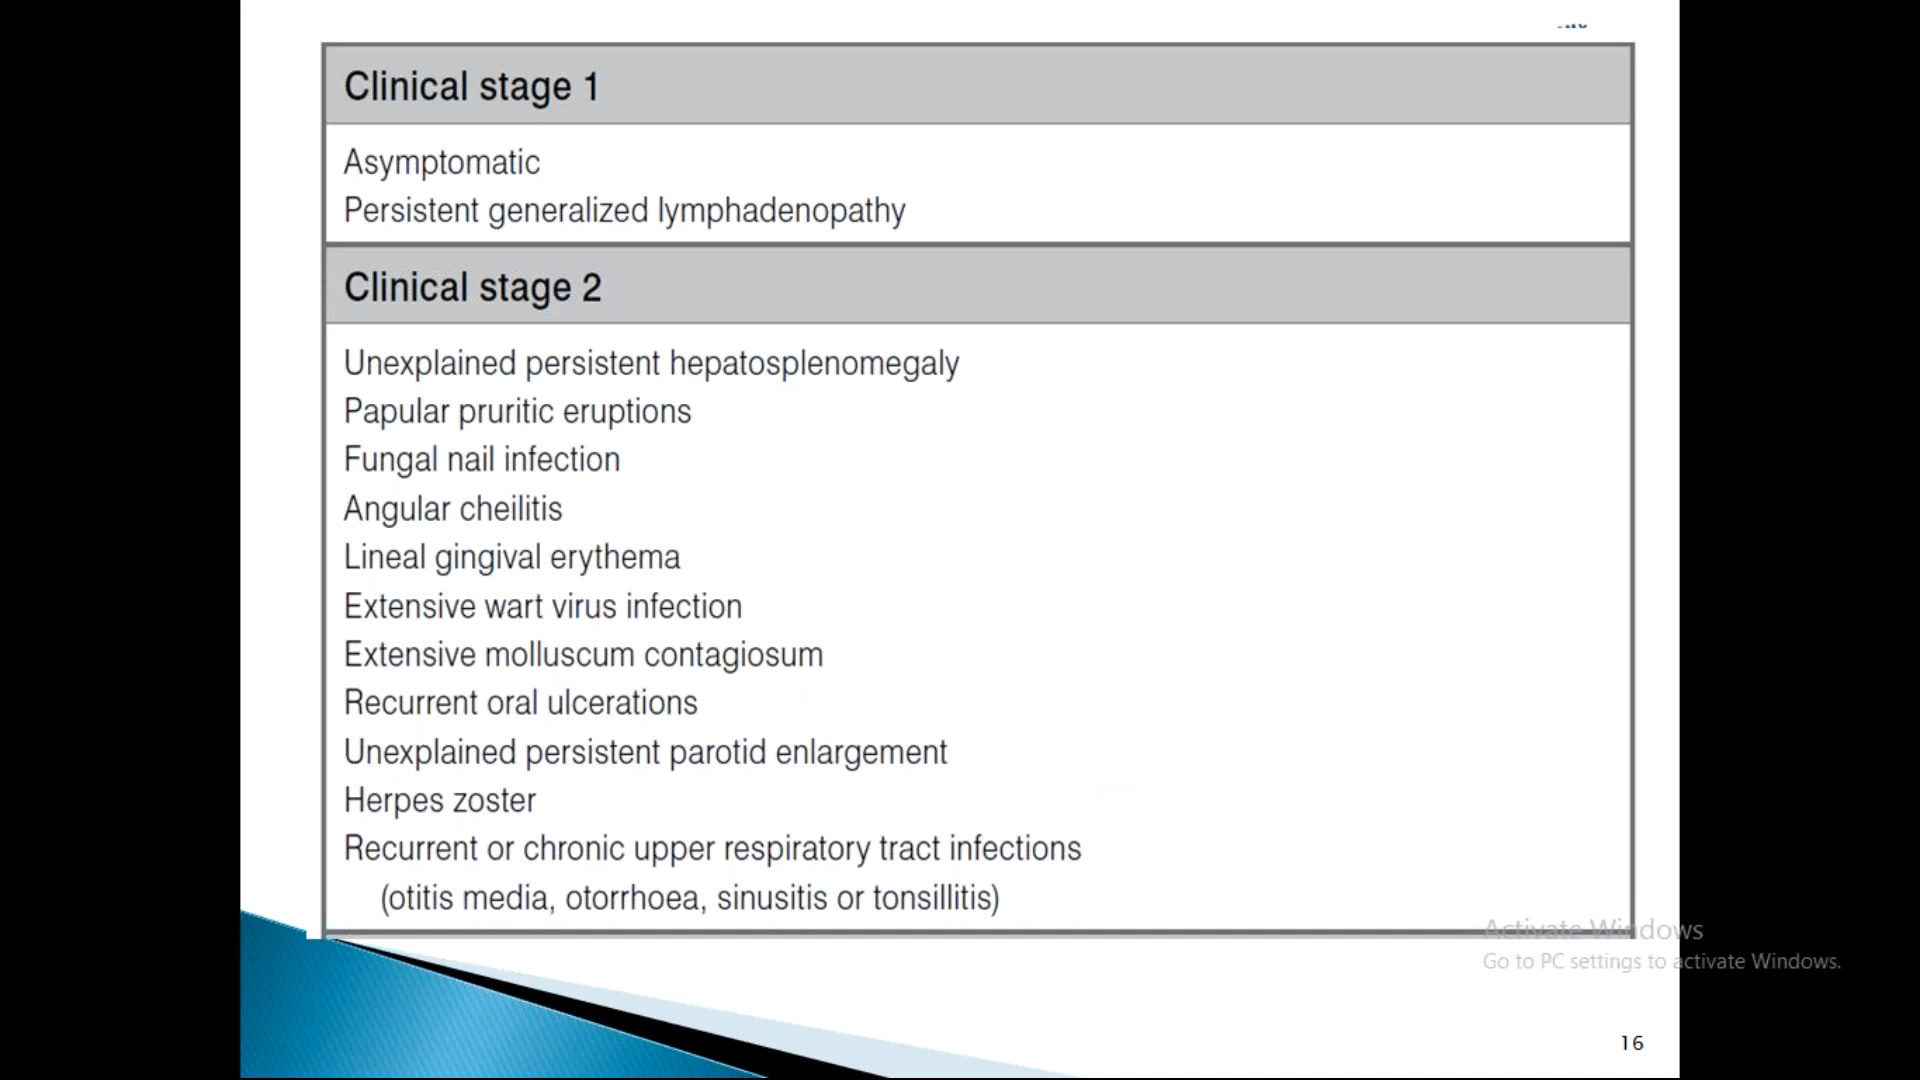 Clinical stage 1
Asymptomatic
Persistent generalized lymphadenopathy
Clinical stage 2
Unexplained persistent hepatosplenomegaly
Papular pruritic eruptions
Fungal nail infection
Angular cheilitis
Lineal gingival erythema
Extensive wart virus infection
Extensive molluscum contagiosum
Recurrent oral ulcerations
Unexplained persistent parotid enlargement
Herpes zoster
Recurrent or chronic upper respiratory tract infections
(otitis media, otorrhoea, sinusitis or tonsillitis)
Activate Windows
Go to PC settings to activate Windows.
16